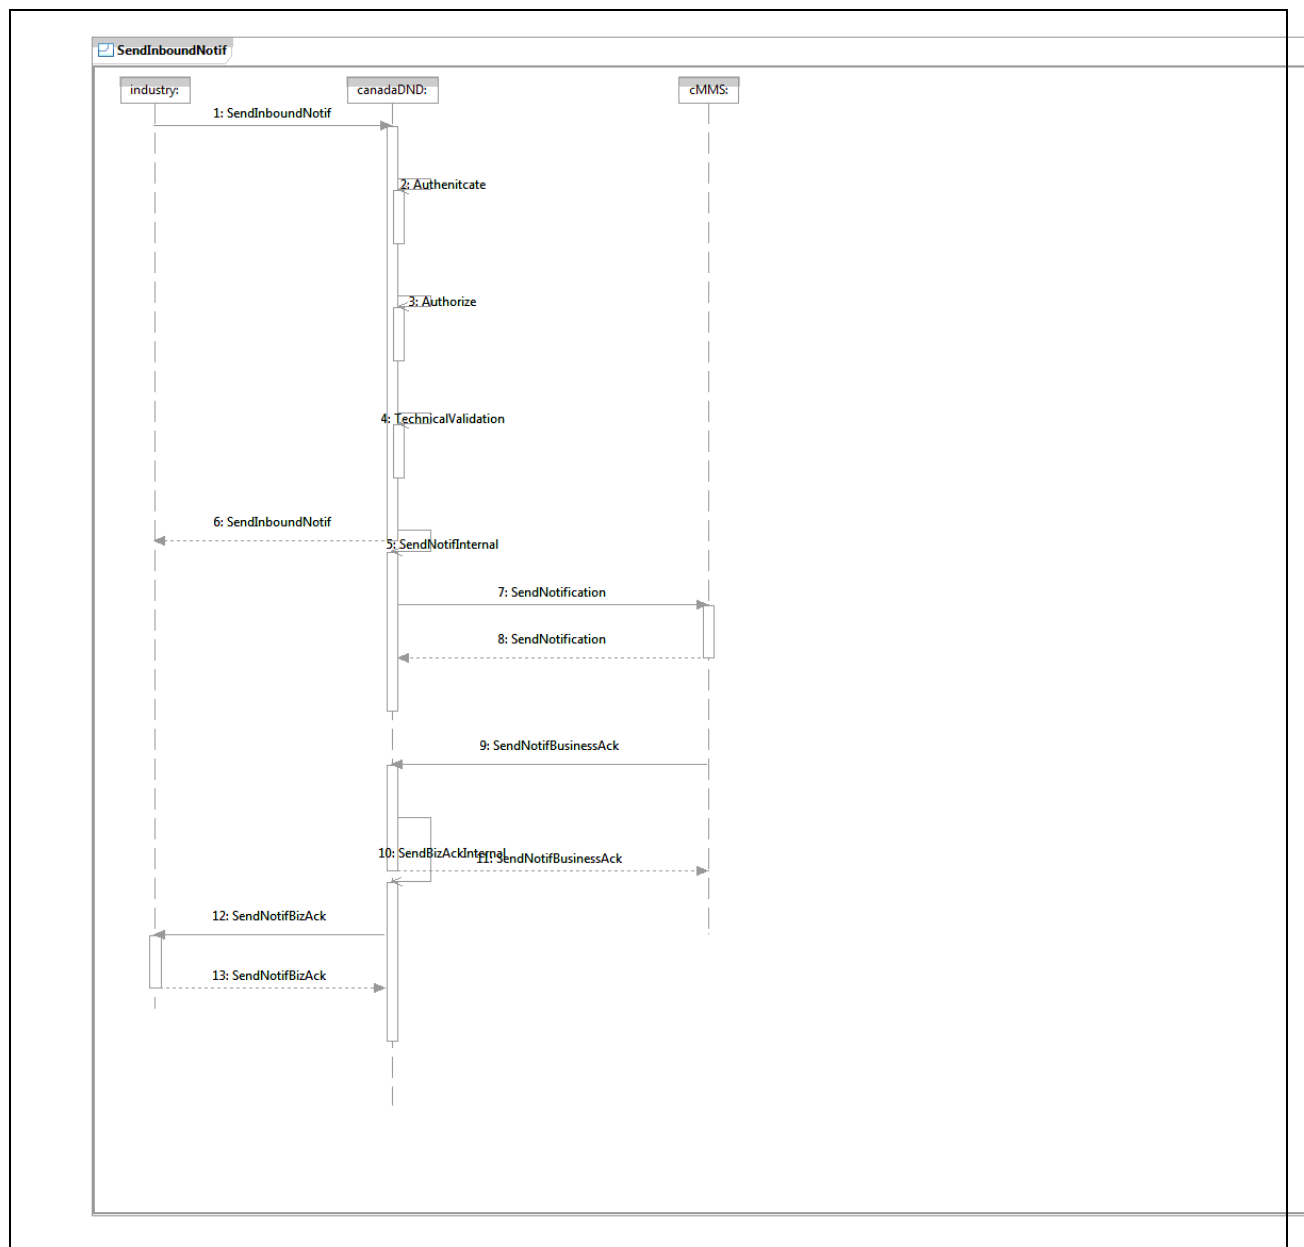 SendInboundNotif
industry:
canadaDND:
cMMS:
1: SendInboundNotif
2: Authenitcate
3: Authorize
4: TechnicalValidation
6: SendInboundNotif
5: SendNotifInternal
7: SendNotification
8: SendNotification
9: SendNotifBusinessAck
10: SendBizAckInternal
11: SendNotifBusinessAck
12: SendNotifBizAck
13: SendNotifBizAck